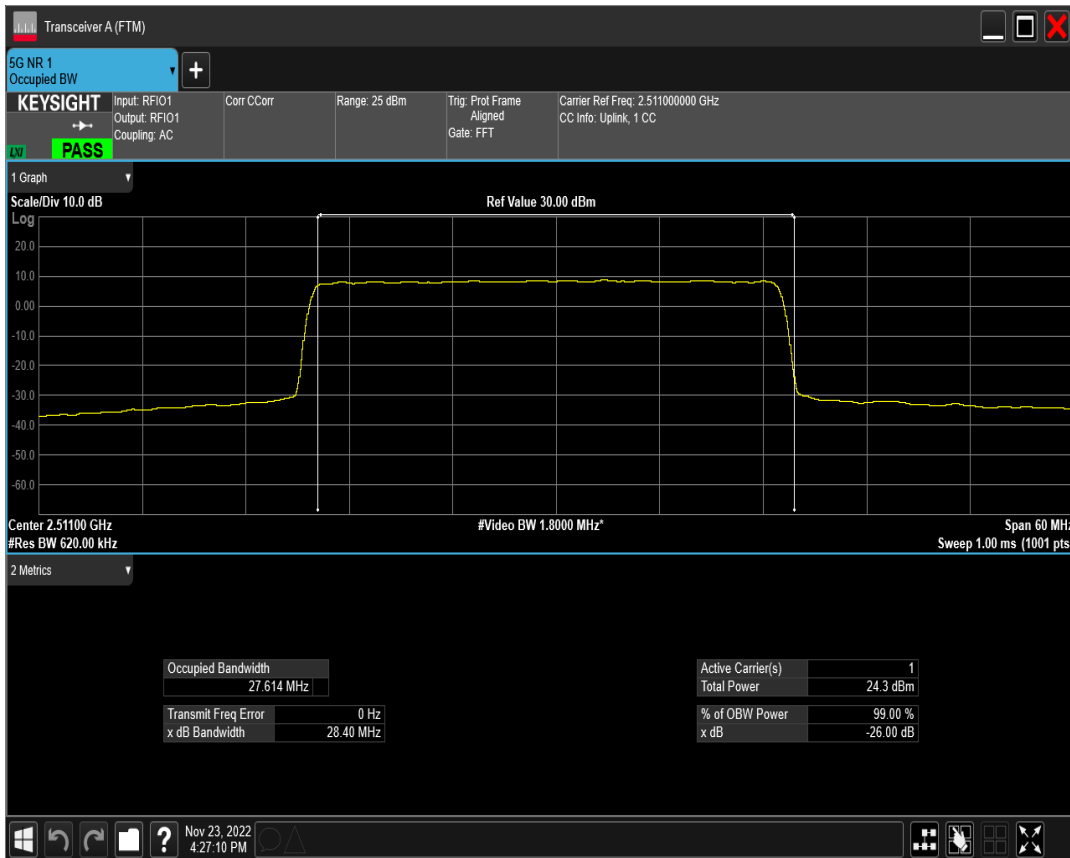 Transceiver A (FTM)
5G NR 1
Occupied BW
+
KEYSIGHT
Input: RFIO1
Output: RFIO1
Coupling: AC
Corr CCorr
Range: 25 dBm
Trig: Prot Frame
Aligned
Gate: FFT
Carrier Ref Freq: 2.511000000 GHz
CC Info: Uplink, 1 CC
LXI
PASS
1 Graph
Scale/Div 10.0 dB
Ref Value 30.00 dBm
Log
20.0
10.0
0.00
-10.0
-20.0
-30.0
-40.0
-50.0
-60.0
Center 2.51100 GHz
#Video BW 1.8000 MHz*
Span 60 MHz
#Res BW 620.00 kHz
Sweep 1.00 ms (1001 pts
2 Metrics
Occupied Bandwidth
27.614 MHz
Transmit Freq Error 0 Hz
x dB Bandwidth 28.40 MHz
Active Carrier(s) 1
Total Power 24.3 dBm
% of OBW Power 99.00 %
x dB -26.00 dB
?
Nov 23, 2022
4:27:10 PM